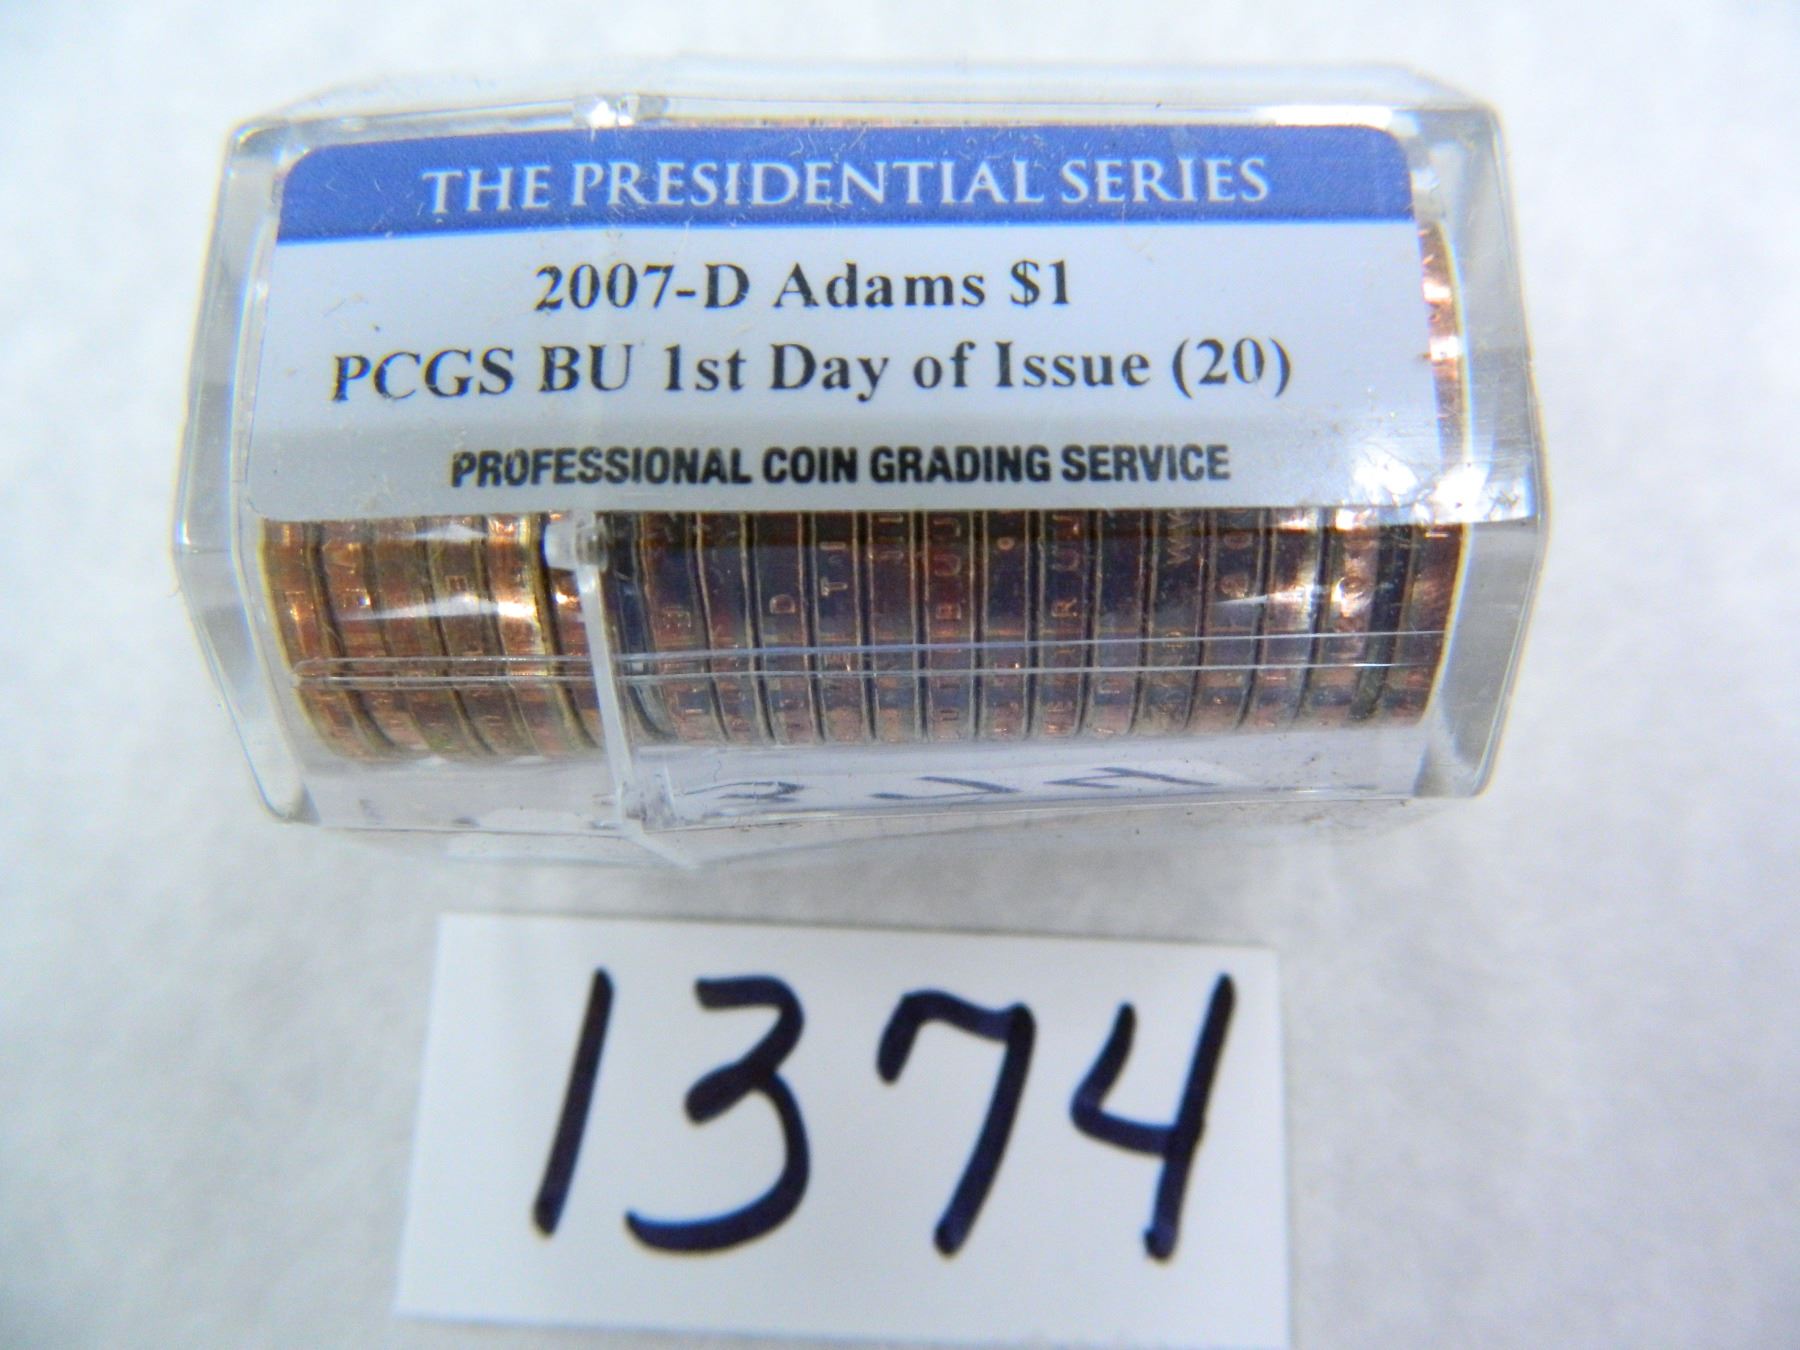 THE PRESIDENTIAL SERIES
2007-D Adams $1
PCGS BU 1st Day of Issue (20)
PROFESSIONAL COIN GRADING SERVICE
1374